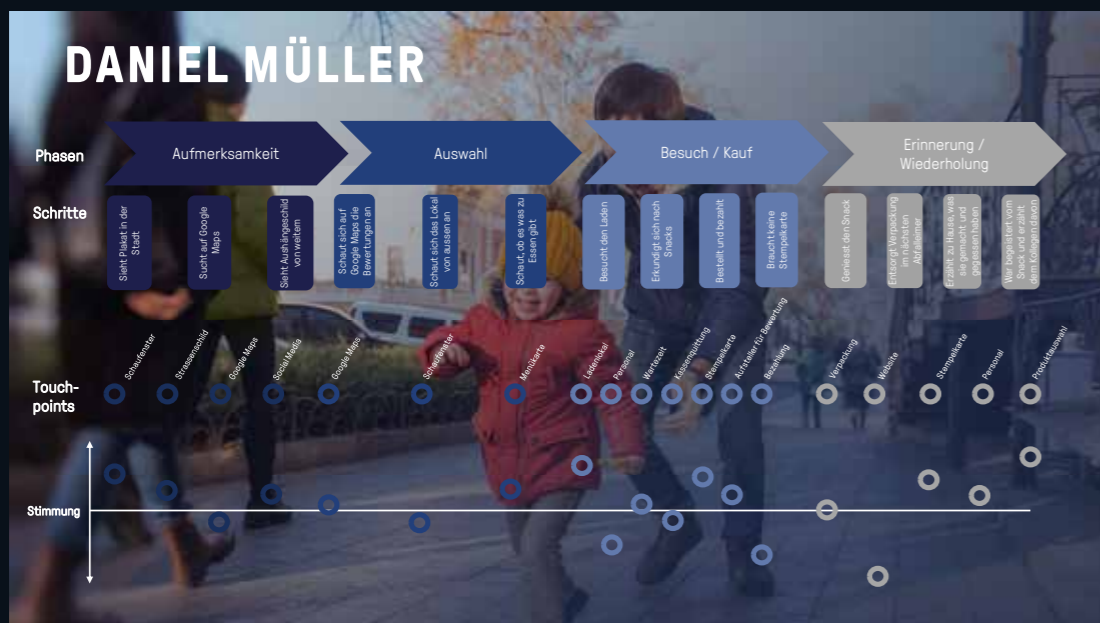 DANIEL MÜLLER
Phasen
Aufmerksamkeit
Auswahl
Besuch / Kauf
Erinnerung /
Wiederholung
Schritte
Sieht Plakat in der
Stadt
Sucht auf Google
Maps
Sieht Aushängeschild
von weitem
Schaut sich auf
Google Maps die
Bewertungen an
Schaut sich das Lokal
von aussen an
Schaut, ob es was zu
Essen gibt
Besucht den Laden
Erkundigt sich nach
Snacks
Bestellt und bezahlt
Braucht keine
Stempelkarte
Geniesst den Snack
Entsorgt Verpackung
im nächsten
Abfalleimer
Erzählt zu Hause, was
sie gemacht und
gegessen haben
War begeistert vom
Snack und erzählt
dem Kollegen davon
Touch-
points
Schaufenster
Strassenschild
Google Maps
Social Media
Google Maps
Schaufenster
Menükarte
Ladenlokal
Personal
Wartezeit
Kassenquittung
Stempelkarte
Aufsteller für Bewertung
Bezahlung
Verpackung
Website
Stempelkarte
Personal
Produktauswahl
Stimmung